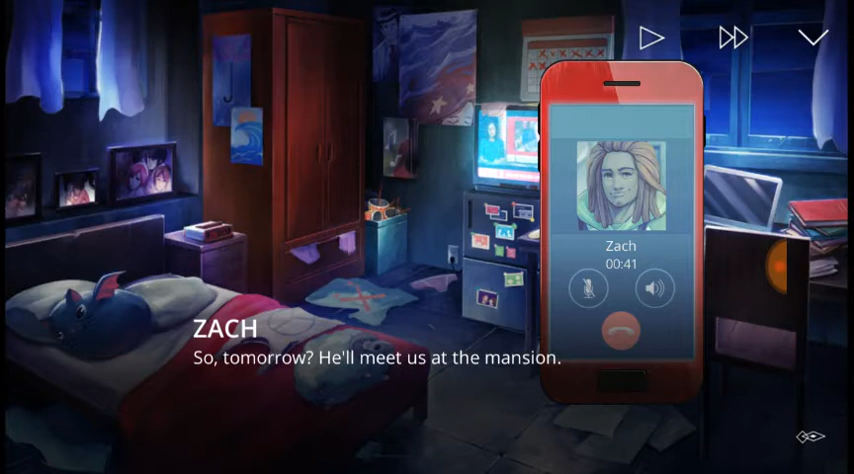 Zach
00:41
ZACH
So, tomorrow? He'll meet us at the mansion.